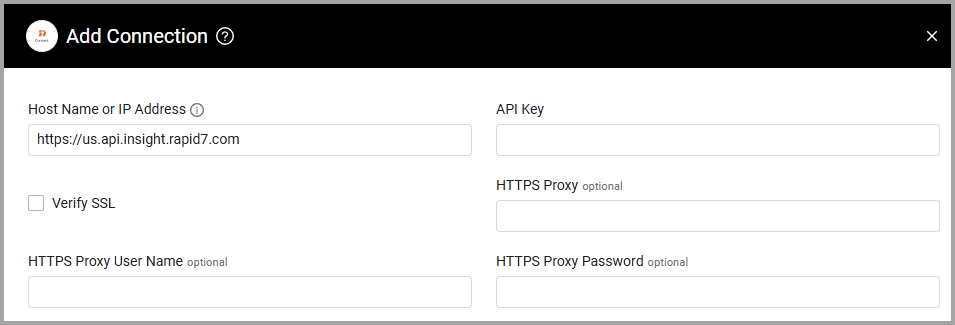 Add Connection
Host Name or IP Address
API Key
https://us.api.insight.rapid7.com
Verify SSL
HTTPS Proxy optional
HTTPS Proxy User Name optional
HTTPS Proxy Password optional